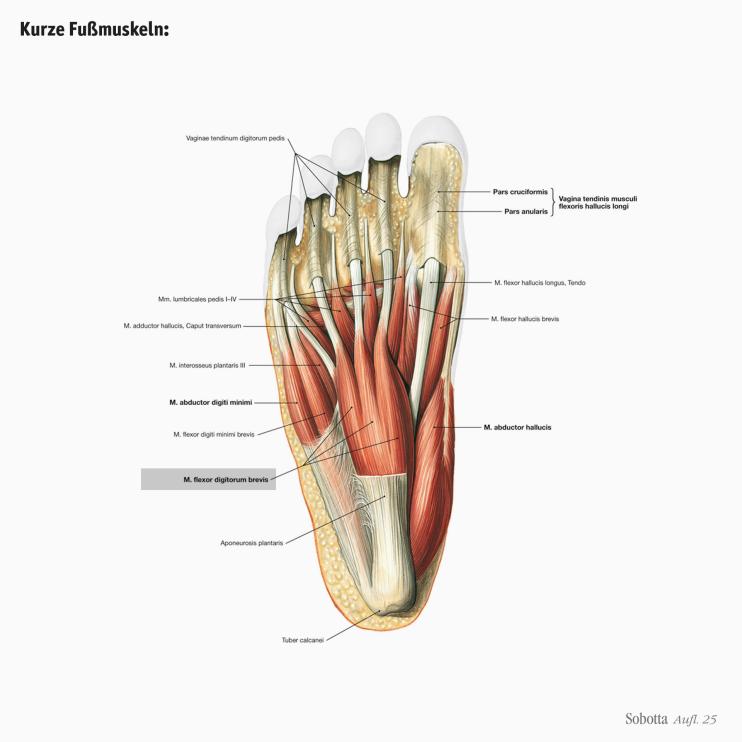 Kurze Fußmuskeln:
Vaginae tendinum digitorum pedis
Pars cruciformis
Pars anularis
Vagina tendinis musculi
flexoris hallucis longi
M. flexor hallucis longus, Tendo
Mm. lumbricales pedis I–IV
M. flexor hallucis brevis
M. adductor hallucis, Caput transversum
M. interosseus plantaris III
M. abductor digiti minimi
M. abductor hallucis
M. flexor digiti minimi brevis
M. flexor digitorum brevis
Aponeurosis plantaris
Tuber calcanei
Sobotta Aufl. 25